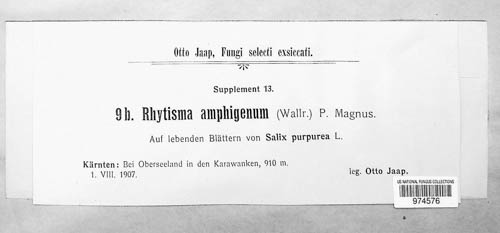 Otto Jaap, Fungi selecti exsiccati.
Supplement 13.
9 b. Rhytisma amphigenum (Wallr.) P. Magnus.
Auf lebenden Blättern von Salix purpurea L.
Kärnten: Bei Oberseeland in den Karawanken, 910 m.
1. VIII. 1907.
leg. Otto Jaap.
US NATIONAL FUNGUS COLLECTIONS
974576